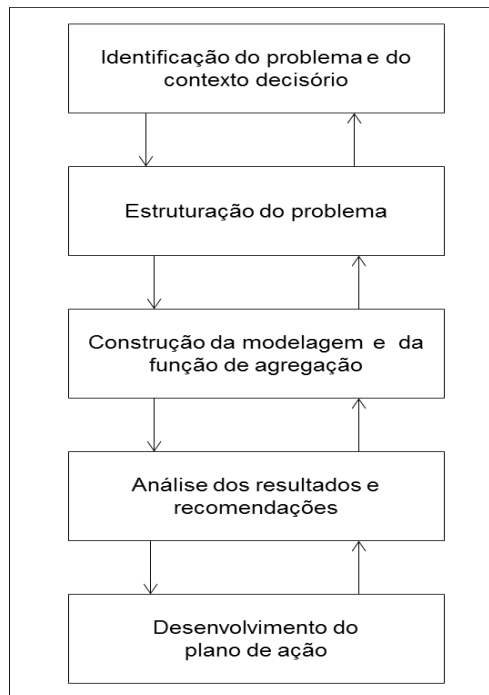 Identificação do problema e do
contexto decisório
Estruturação do problema
Construção da modelagem e da
função de agregação
Análise dos resultados e
recomendações
Desenvolvimento do
plano de ação